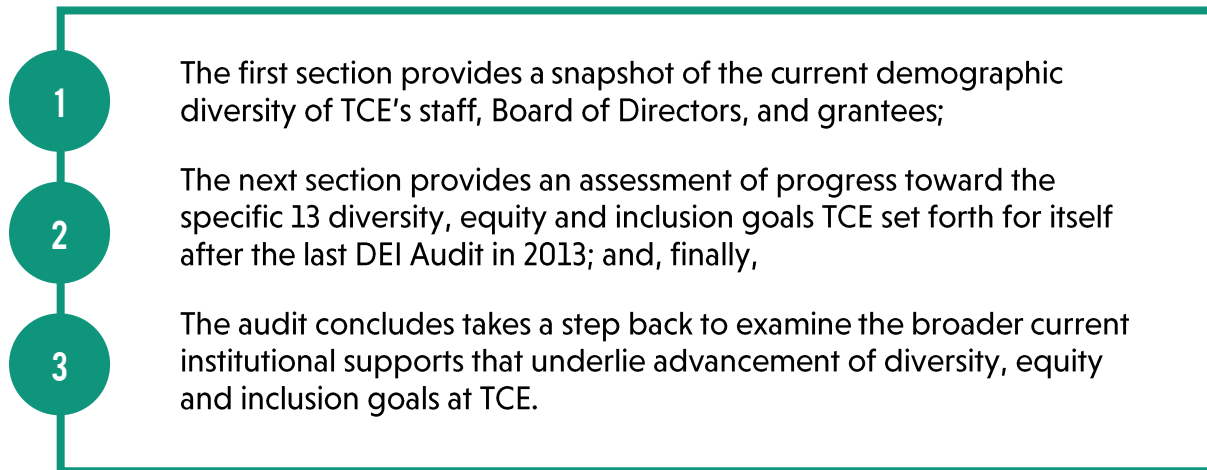 1
The first section provides a snapshot of the current demographic
diversity of TCE's staff, Board of Directors, and grantees;
2
The next section provides an assessment of progress toward the
specific 13 diversity, equity and inclusion goals TCE set forth for itself
after the last DEI Audit in 2013; and, finally,
3
The audit concludes takes a step back to examine the broader current
institutional supports that underlie advancement of diversity, equity
and inclusion goals at TCE.